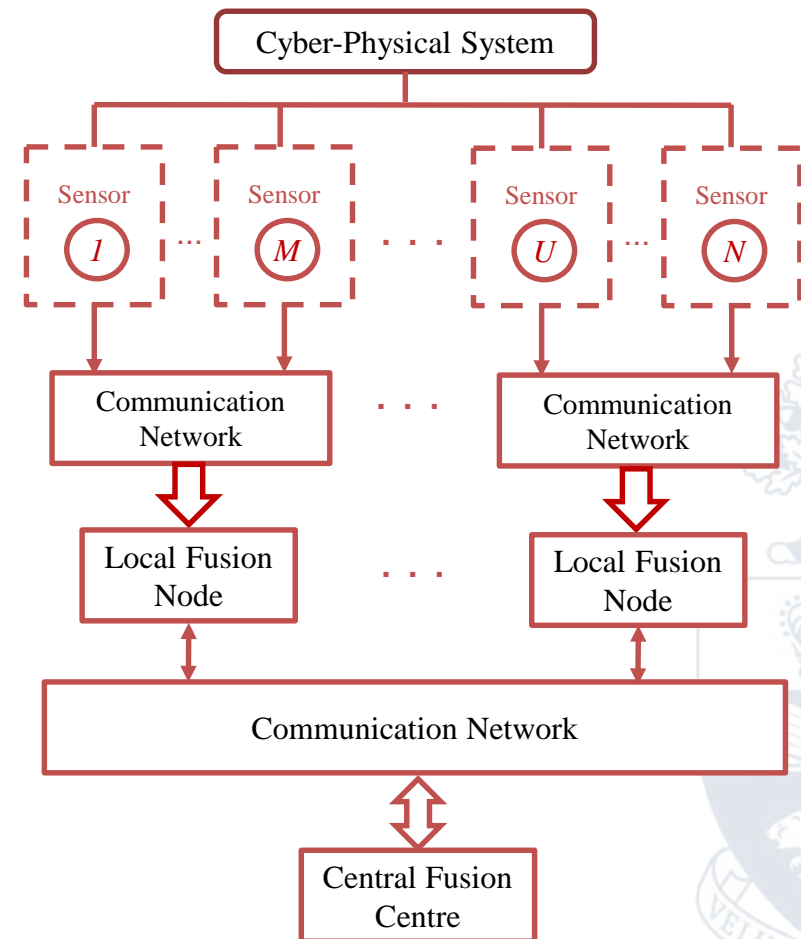 Cyber-Physical System
Sensor Sensor Sensor Sensor
1 ... M . . . U ... N
Communication
Network
. . .
Communication
Network
Local Fusion
Node
. . .
Local Fusion
Node
Communication Network
Central Fusion
Centre